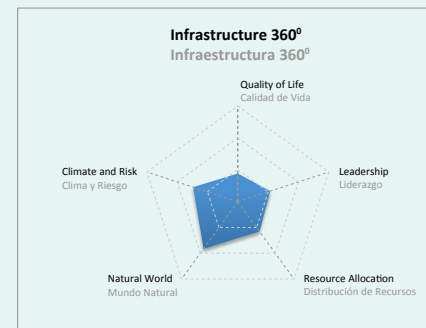 Infrastructure 360⁰
Infraestructura 360⁰
Quality of Life
Calidad de Vida
Climate and Risk
Clima y Riesgo
Leadership
Liderazgo
Natural World
Mundo Natural
Resource Allocation
Distribución de Recursos